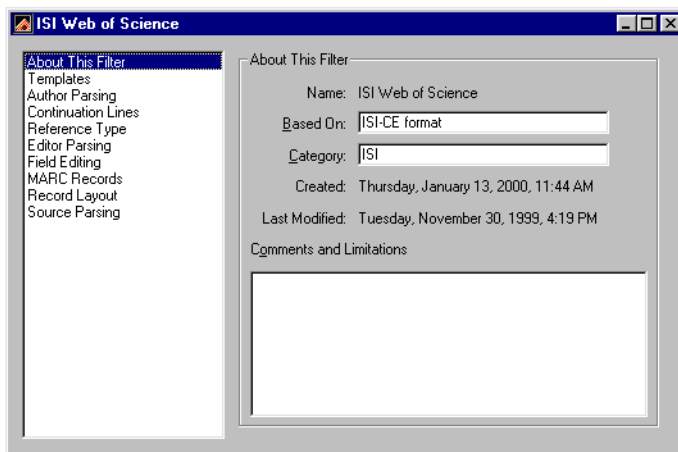 ISI Web of Science
About This Filter
Templates
Author Parsing
Continuation Lines
Reference Type
Editor Parsing
Field Editing
MARC Records
Record Layout
Source Parsing
About This Filter
Name: ISI Web of Science
Based On: ISI-CE format
Category: ISI
Created: Thursday, January 13, 2000, 11:44 AM
Last Modified: Tuesday, November 30, 1999, 4:19 PM
Comments and Limitations